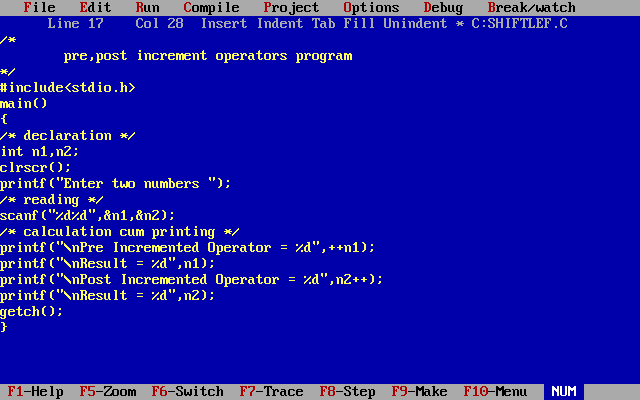 File Edit Run Compile Project Options Debug Break/watch
Line 17 Col 28 Insert Indent Tab Fill Unindent * C:SHIFTLEF.C
/*
pre,post increment operators program
*/
#include<stdio.h>
main()
{
/* declaration */
int n1,n2;
clrscr();
printf("Enter two numbers ");
/* reading */
scanf("%d%d",&n1,&n2);
/* calculation cum printing */
printf("\nPre Incremented Operator = %d",++n1);
printf("\nResult = %d",n1);
printf("\nPost Incremented Operator = %d",n2++);
printf("\nResult = %d",n2);
getch();
}
F1-Help F5-Zoom F6-Switch F7-Trace F8-Step F9-Make F10-Menu NUM